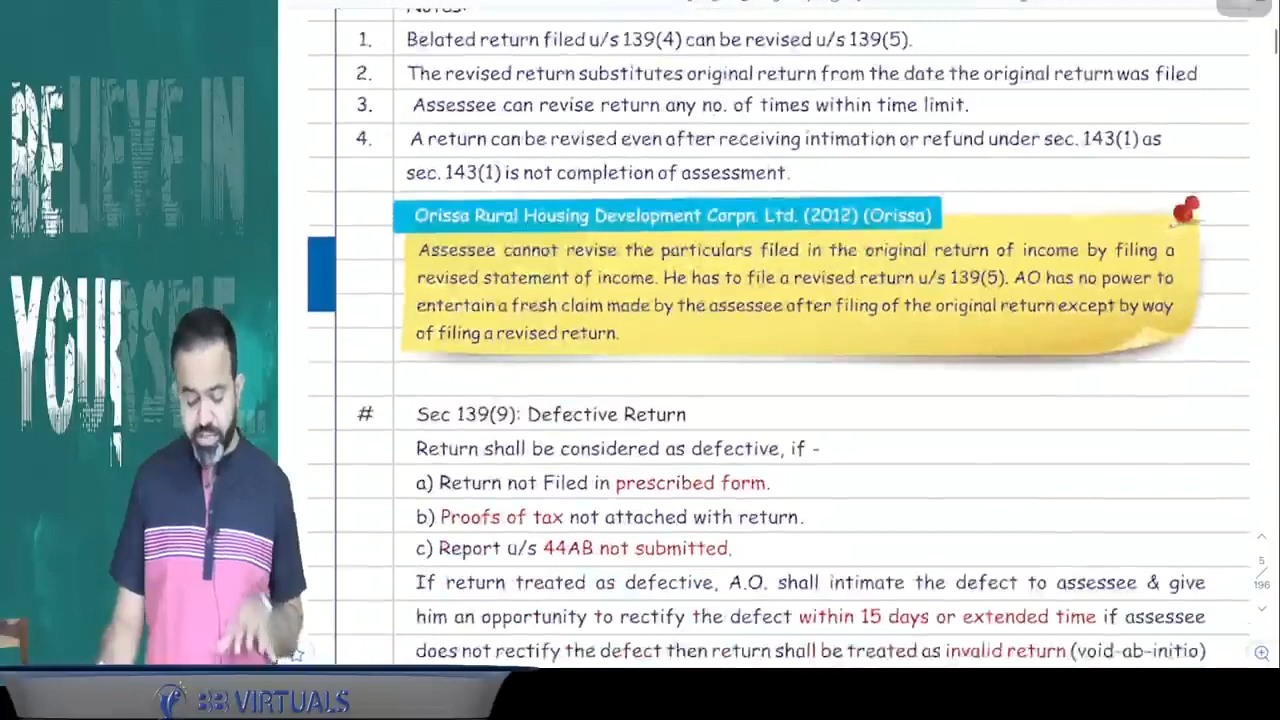 BELIEVE IN
YOURSELF...
1. Belated return filed u/s 139(4) can be revised u/s 139(5).
2. The revised return substitutes original return from the date the original return was filed
3. Assessee can revise return any no. of times within time limit.
4. A return can be revised even after receiving intimation or refund under sec. 143(1) as
sec. 143(1) is not completion of assessment.
Orissa Rural Housing Development Corpn. Ltd. (2012) (Orissa)
Assessee cannot revise the particulars filed in the original return of income by filing a
revised statement of income. He has to file a revised return u/s 139(5). AO has no power to
entertain a fresh claim made by the assessee after filing of the original return except by way
of filing a revised return.
# Sec 139(9): Defective Return
Return shall be considered as defective, if -
a) Return not Filed in prescribed form.
b) Proofs of tax not attached with return.
c) Report u/s 44AB not submitted.
If return treated as defective, A.O. shall intimate the defect to assessee & give
him an opportunity to rectify the defect within 15 days or extended time if assessee
does not rectify the defect then return shall be treated as invalid return (void-ab-initio)
5
196
BB VIRTUALS